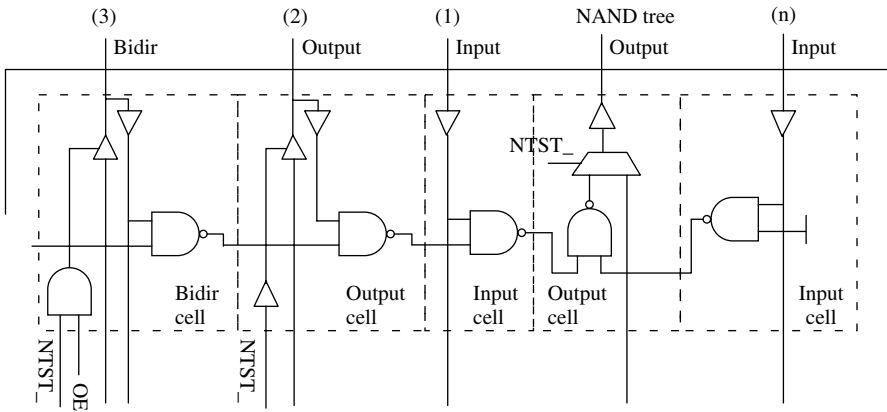 (3)
(2)
(1)
NAND tree
(n)
Bidir
Output
Input
Output
Input
NTST_
Bidir
cell
Output
cell
Input
cell
Output
cell
Input
cell
NTST_
OE
NTST_